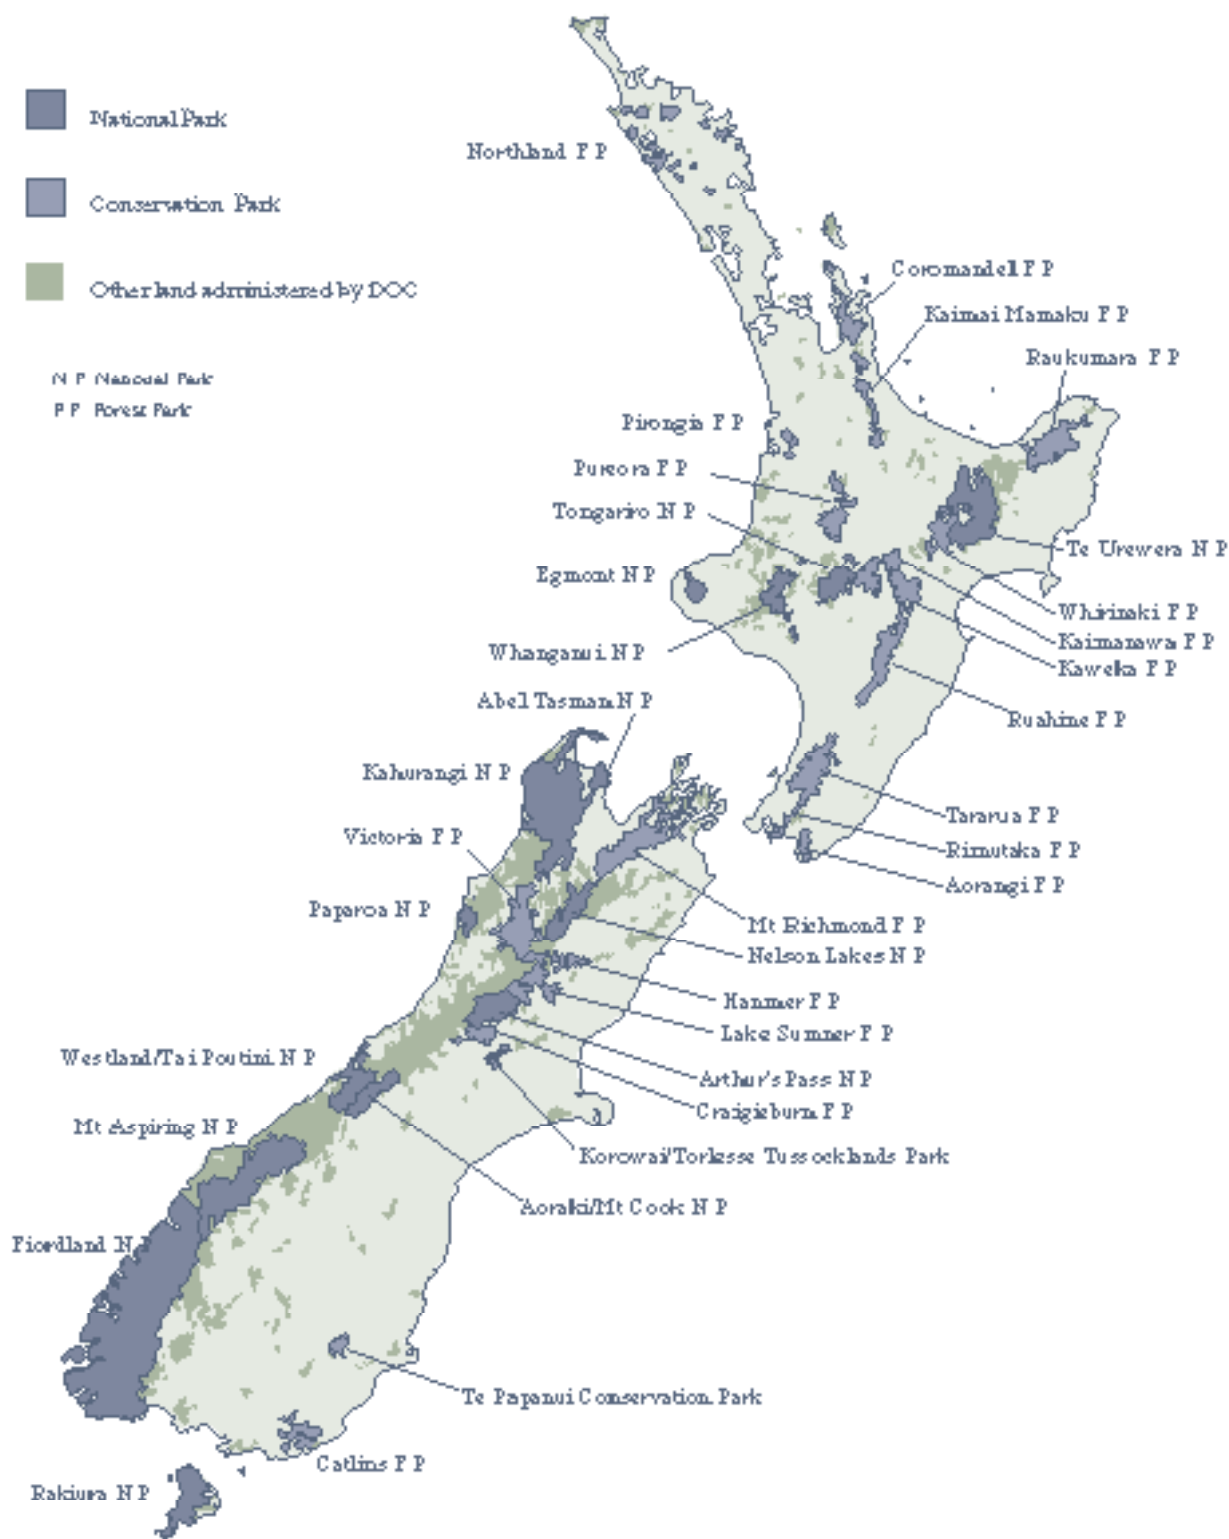 National Park
Conservation Park
Other land administered by DOC
N P National Park
F P Forest Park
Northland F P
Coromandel F P
Kaimai Mamaku F P
Raukumara F P
Pirongia F P
Pureora F P
Tongariro N P
Te Urewera N P
Egmont N P
Whirinaki F P
Kaimanawa F P
Whanganui N P
Kaweka F P
Abel Tasman N P
Ruahine F P
Kahurangi N P
Tararua F P
Victoria F P
Rimutaka F P
Aorangi F P
Paparoa N P
Mt Richmond F P
Nelson Lakes N P
Hanmer F P
Lake Sumner F P
Westland/Tai Poutini N P
Arthur's Pass N P
Craigieburn F P
Mt Aspiring N P
Korowai/Torlesse Tussocklands Park
Aoraki/Mt Cook N P
Fiordland N P
Te Papanui Conservation Park
Catlins F P
Rakiura N P